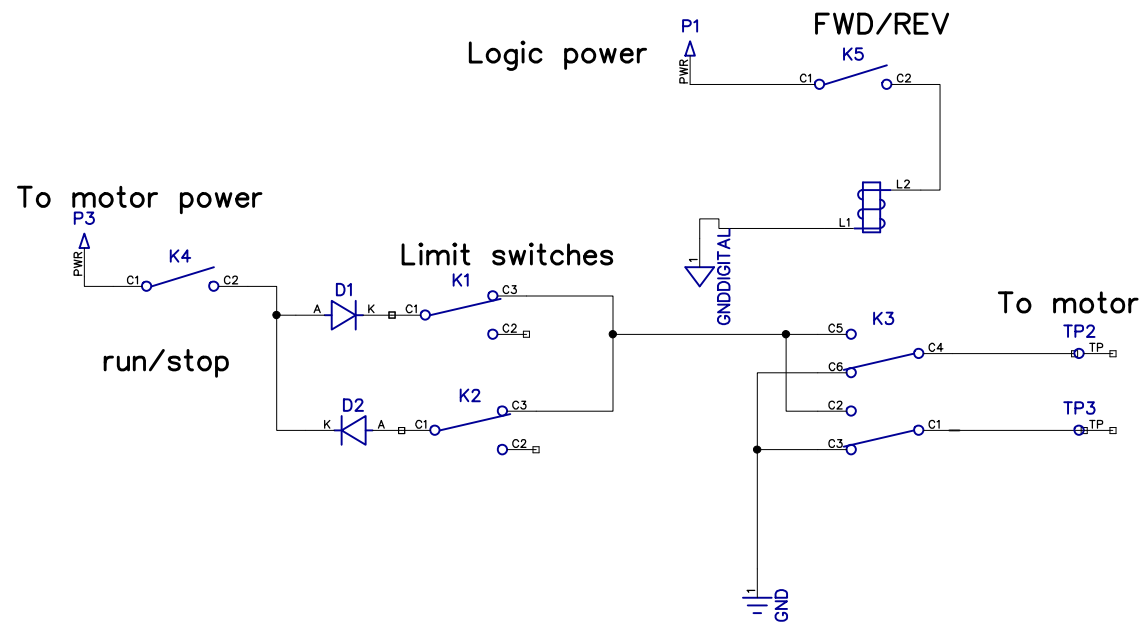 FWD/REV
P1
Logic power
K5
PWR
C1
C2
To motor power
P3
L2
L1
PWR
K4
C1
C2
1
GNDDIGITAL
Limit switches
K1
D1
A
K
C1
C3
C2
To motor
K3
C5
TP2
C4
TP
run/stop
C6
D2
K2
K
A
C1
C3
C2
C2
TP3
C1
TP
C3
1
GND